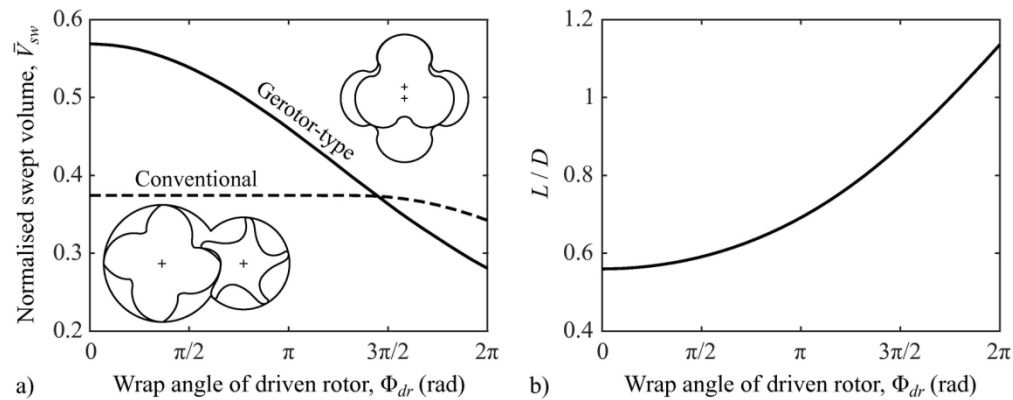 0.6
0.5
0.4
0.3
0.2
Normalised swept volume, V̄sw
Gerotor-type
Conventional
0 π/2 π 3π/2 2π
a) Wrap angle of driven rotor, Φdr (rad)
1.2
1
0.8
0.6
0.4
L / D
0 π/2 π 3π/2 2π
b) Wrap angle of driven rotor, Φdr (rad)